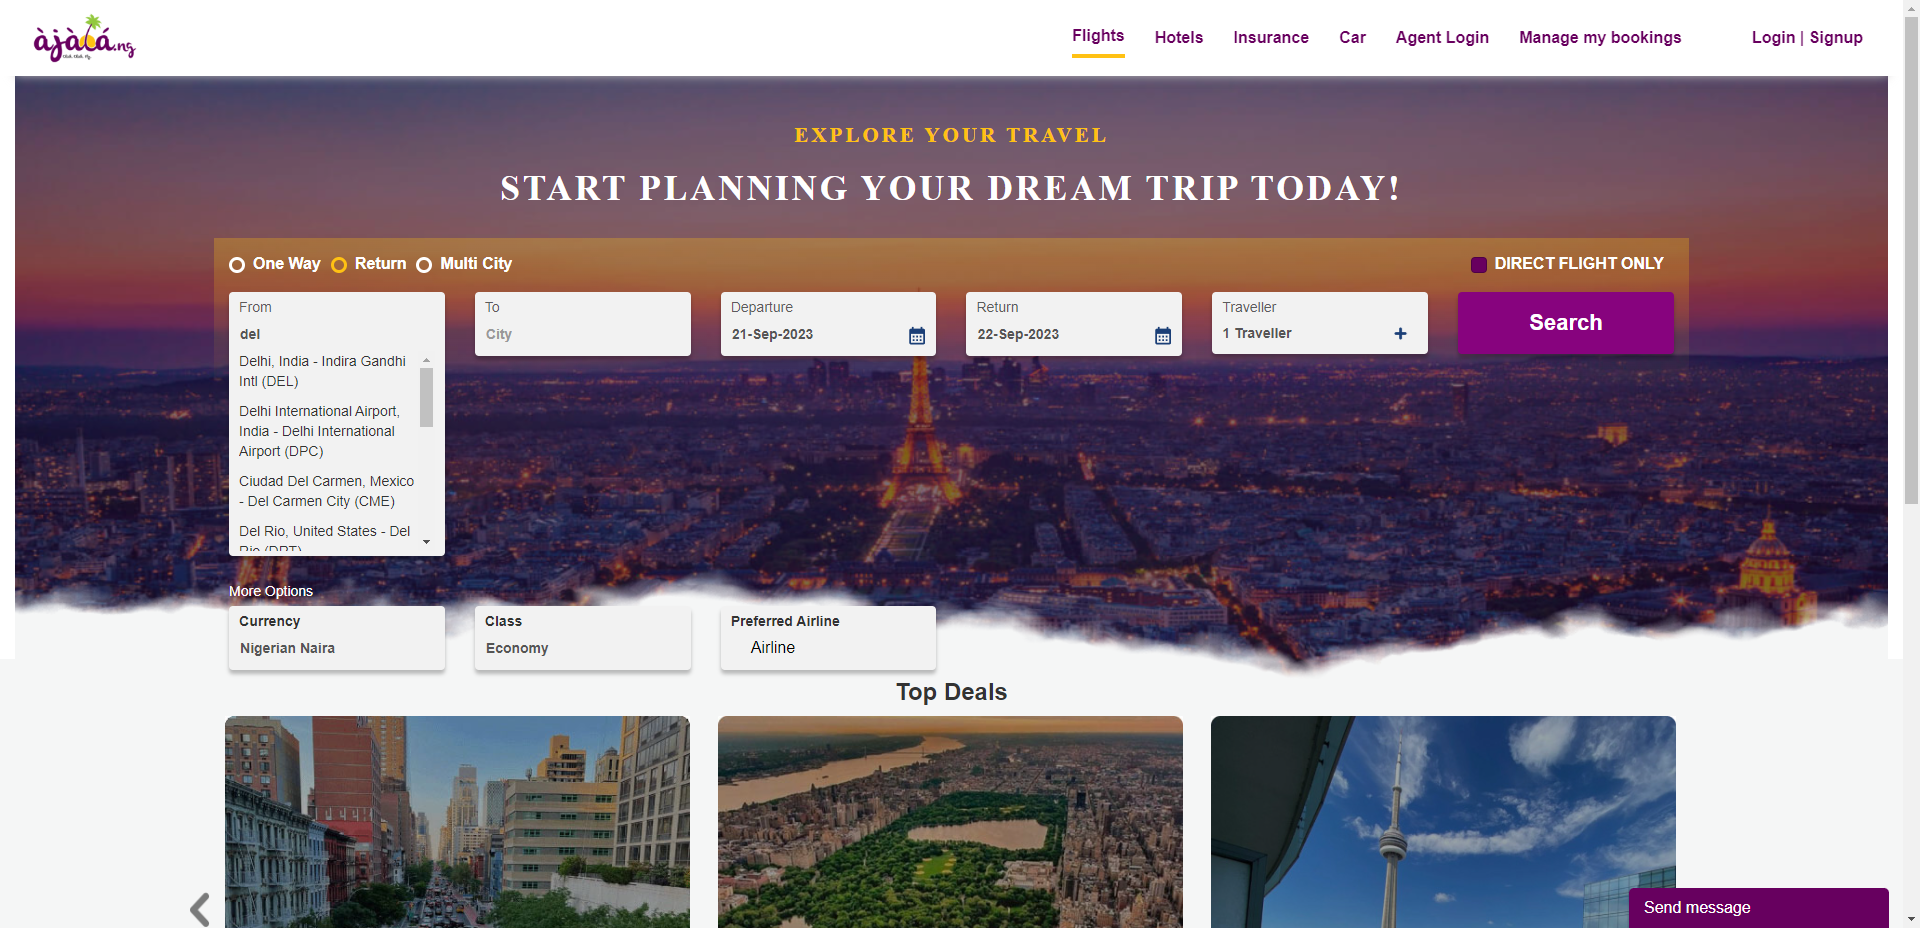 àjàlá.ng
Flights
Hotels
Insurance
Car
Agent Login
Manage my bookings
Login | Signup
EXPLORE YOUR TRAVEL
START PLANNING YOUR DREAM TRIP TODAY!
One Way
Return
Multi City
DIRECT FLIGHT ONLY
From
del
To
City
Departure
21-Sep-2023
Return
22-Sep-2023
Traveller
1 Traveller
Search
Delhi, India - Indira Gandhi
Intl (DEL)
Delhi International Airport,
India - Delhi International
Airport (DPC)
Ciudad Del Carmen, Mexico
- Del Carmen City (CME)
Del Rio, United States - Del
Rio (DRT)
More Options
Currency
Nigerian Naira
Class
Economy
Preferred Airline
Airline
Top Deals
Send message